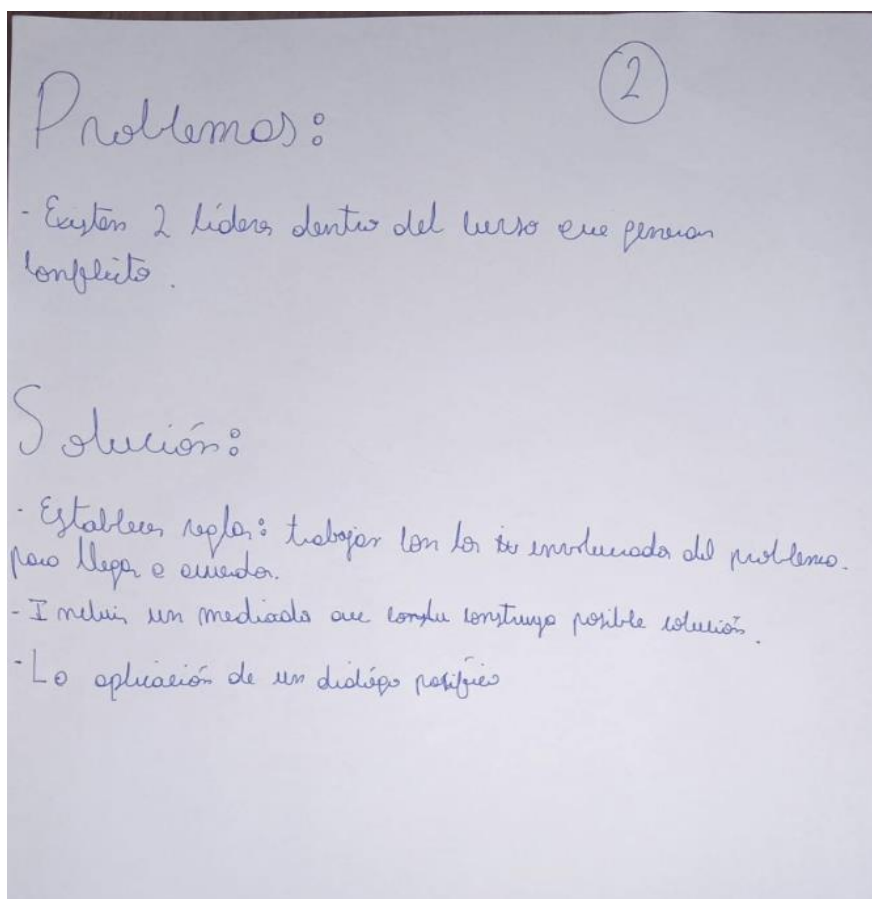 2
Problemas:
- Existen 2 líderes dentro del curso que generan
conflicto.
Solución:
- Establecer reglas: trabajar con los involucrados del problema.
para llegar a acuerdos.
- Incluir un mediador que construya posible solución.
- La aplicación de un diálogo pacífico